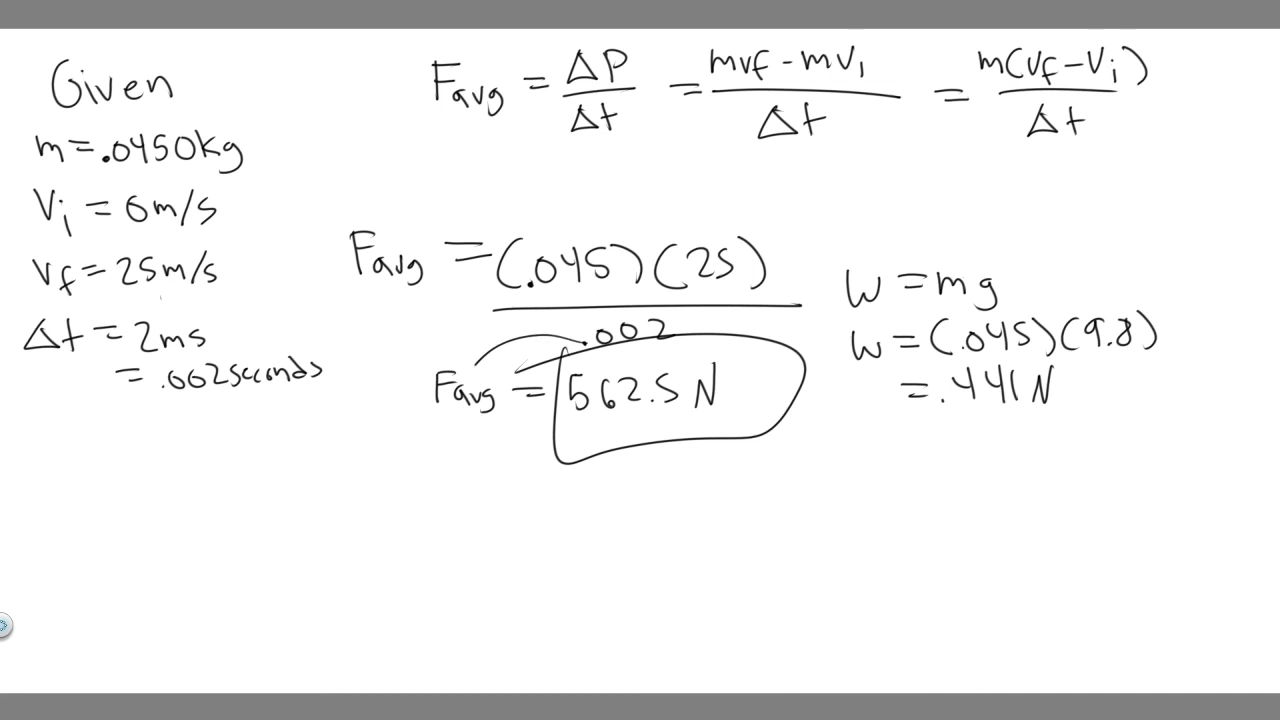 Given
m=.0450kg
Vi = 0m/s
Vf = 25m/s
Δt = 2ms
= .002seconds
Favg = ΔP/Δt = mvf - mVi/Δt = m(Vf - Vi)/Δt
Favg = (.045)(25)/.002
Favg = 562.5 N
W = mg
W = (.045)(9.8)
= .441N